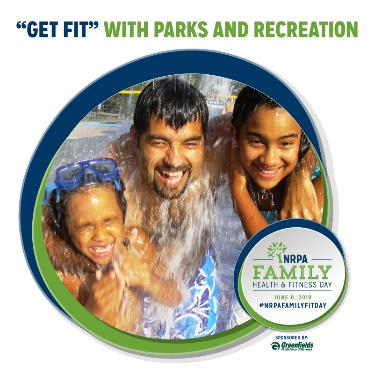 “GET FIT” WITH PARKS AND RECREATION
NRPA
FAMILY
HEALTH & FITNESS DAY
JUNE 8, 2019
#NRPAFAMILYFITDAY
SPONSORED BY:
Greenfields